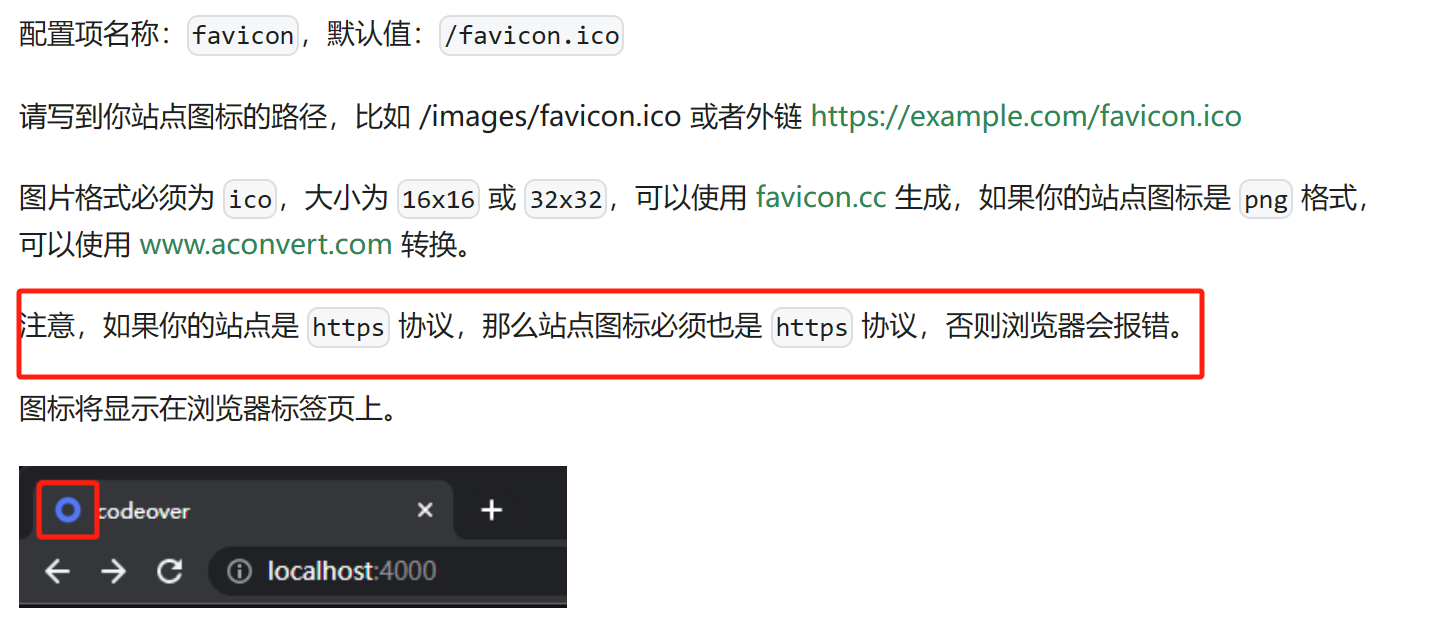 配置项名称：favicon，默认值：/favicon.ico
请写到你站点图标的路径，比如 /images/favicon.ico 或者外链 https://example.com/favicon.ico
图片格式必须为 ico，大小为 16x16 或 32x32，可以使用 favicon.cc 生成，如果你的站点图标是 png 格式，
可以使用 www.aconvert.com 转换。
注意，如果你的站点是 https 协议，那么站点图标必须也是 https 协议，否则浏览器会报错。
图标将显示在浏览器标签页上。
codeover
localhost:4000